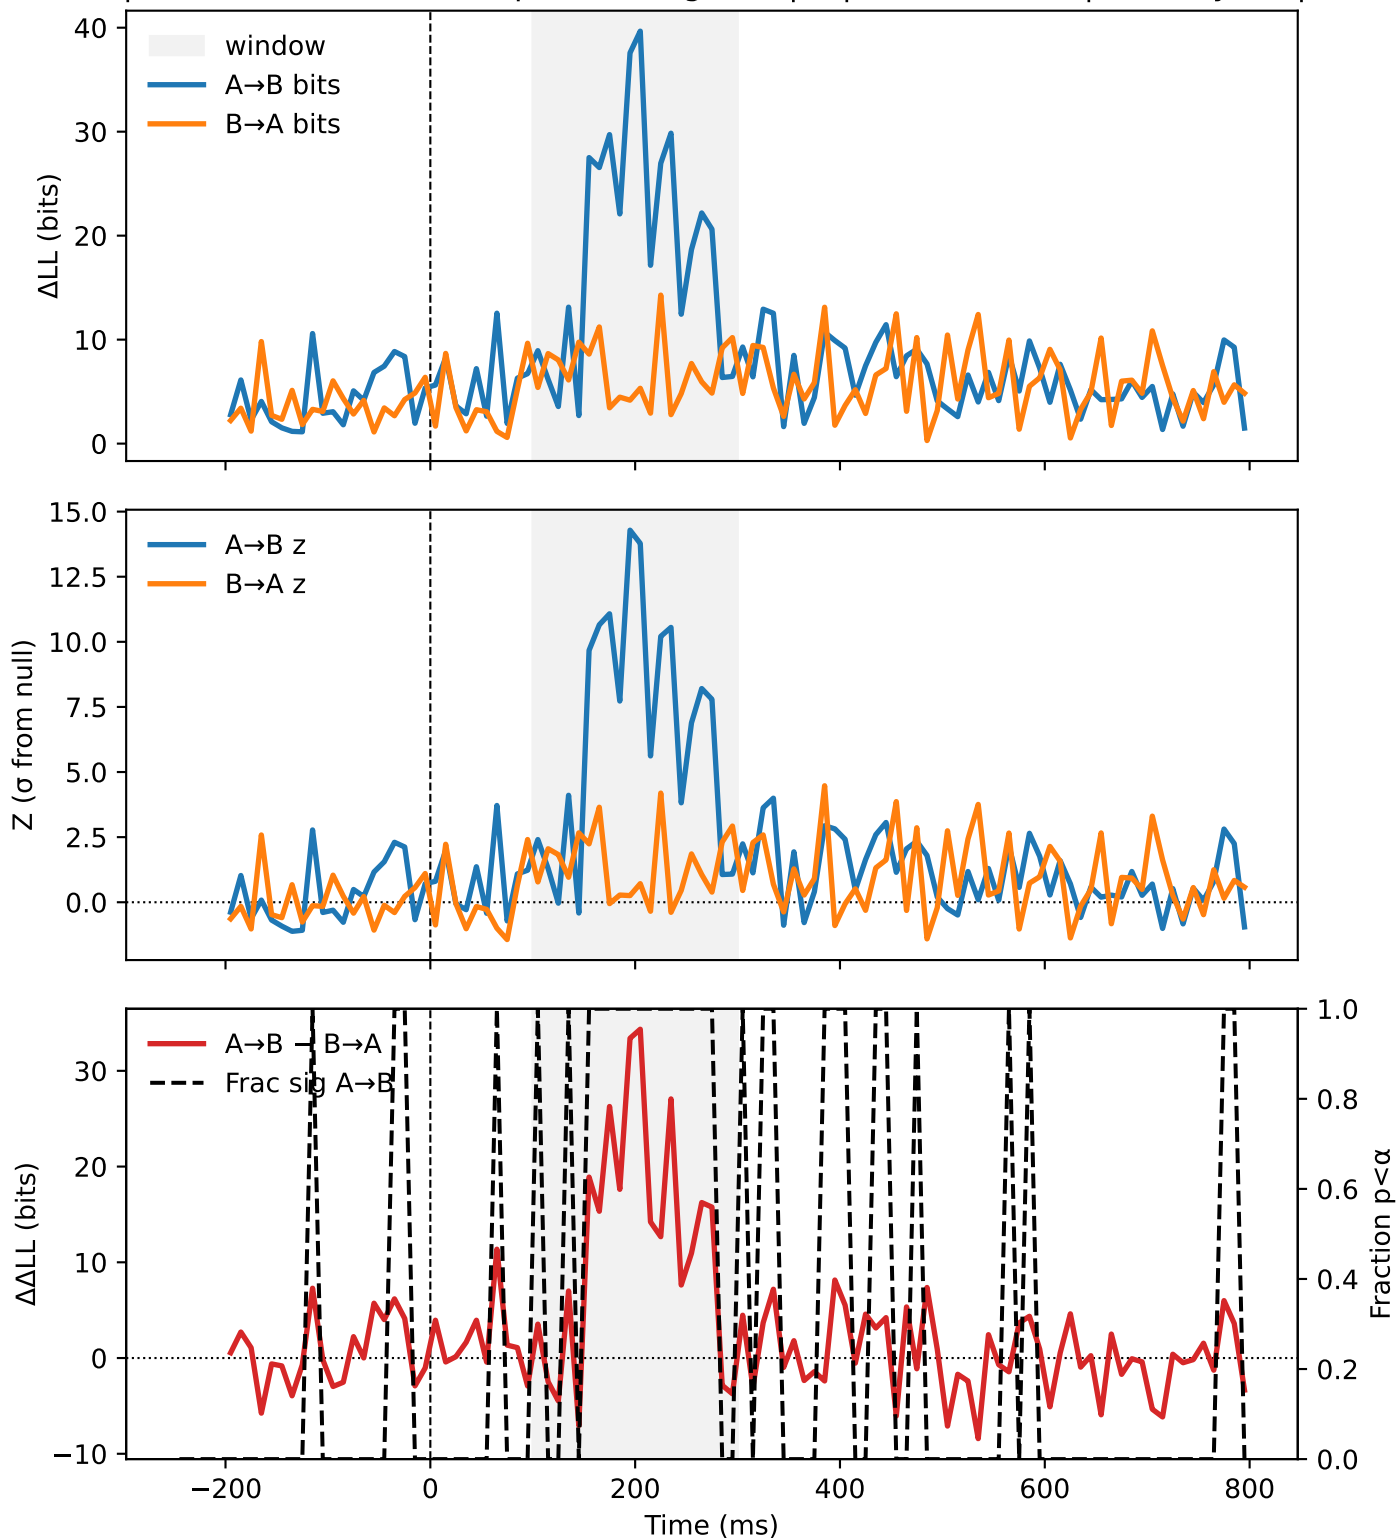 40
30
20
10
0
ΔLL (bits)
window
A→B bits
B→A bits
15.0
12.5
10.0
7.5
5.0
2.5
0.0
Z (σ from null)
A→B z
B→A z
30
20
10
0
−10
ΔΔLL (bits)
A→B − B→A
Frac sig A→B
1.0
0.8
0.6
0.4
0.2
0.0
Fraction p<α
−200 0 200 400 600 800
Time (ms)